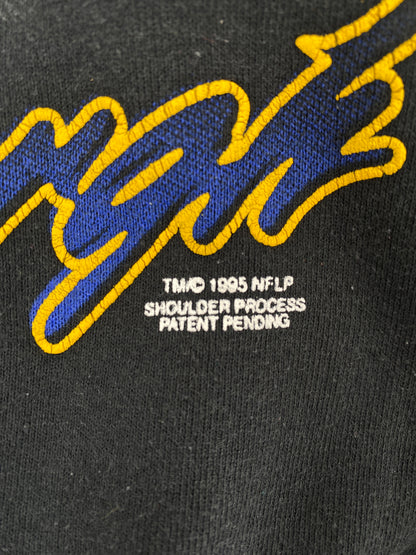 TM/© 1995 NFLP
SHOULDER PROCESS
PATENT PENDING